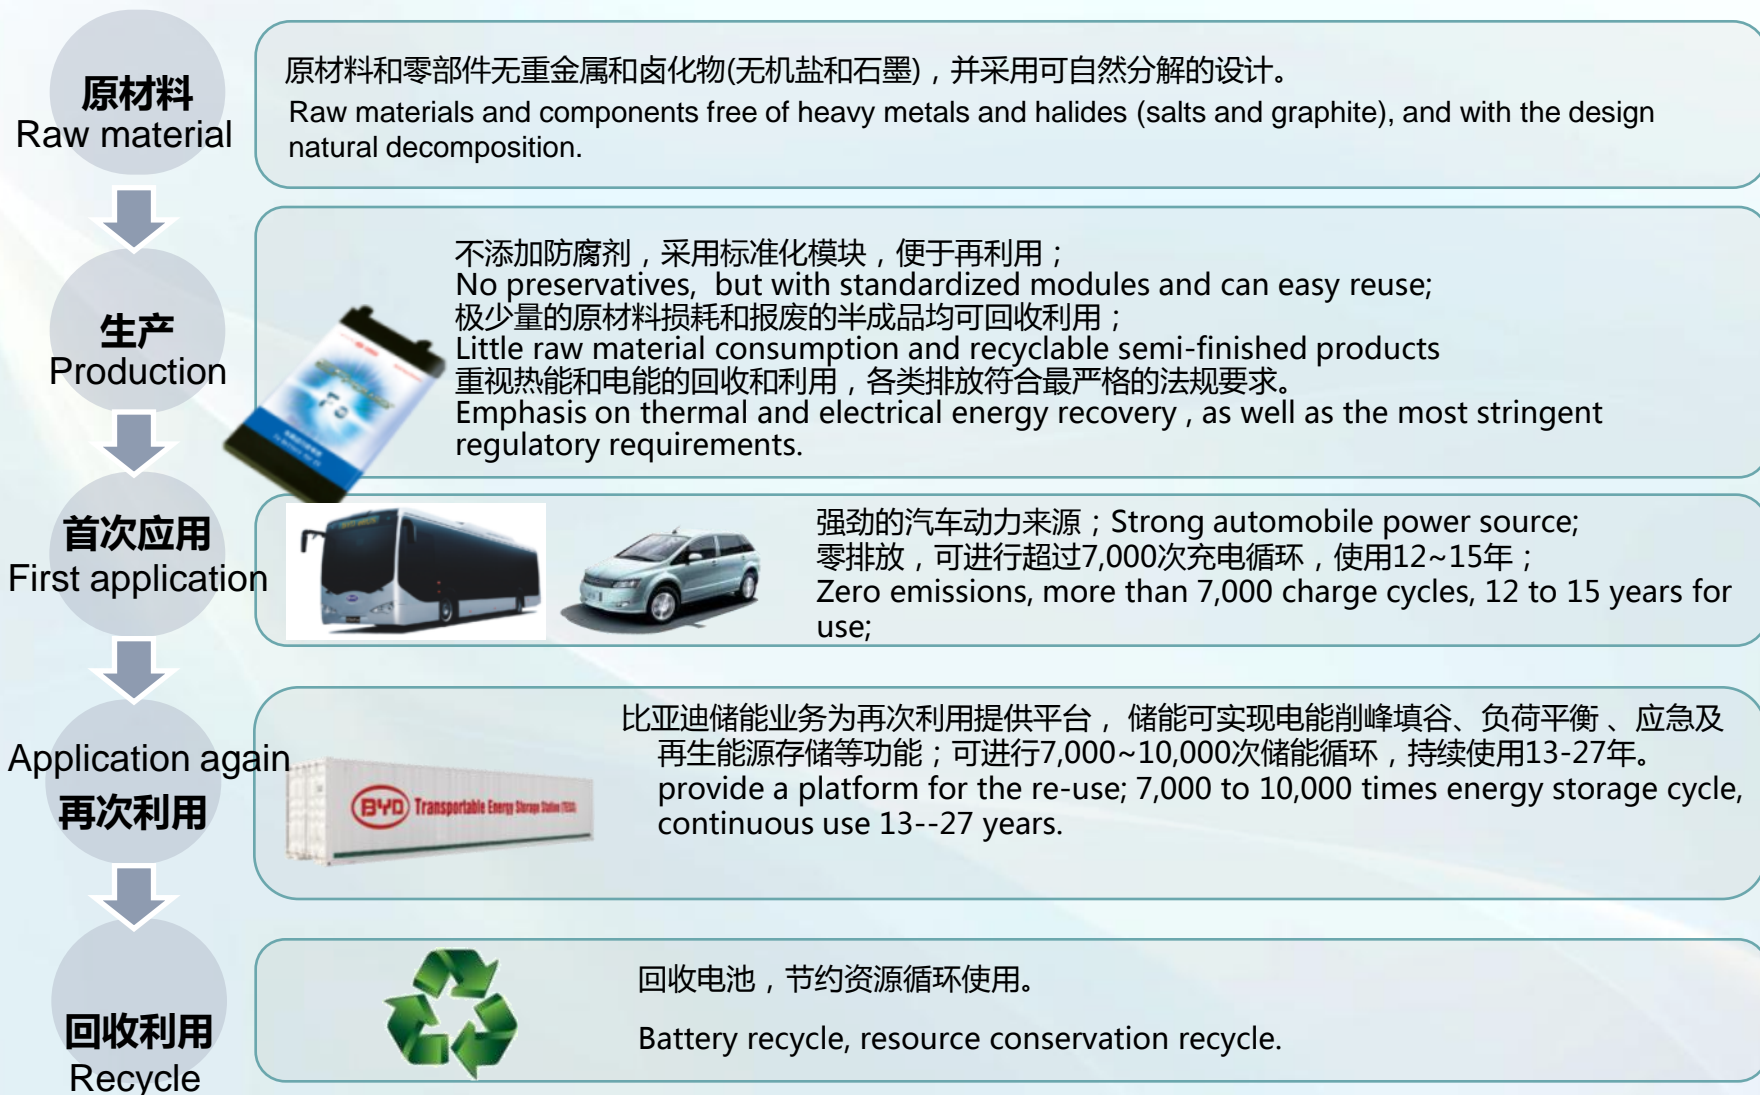 原材料
Raw material
原材料和零部件无重金属和卤化物(无机盐和石墨)，并采用可自然分解的设计。
Raw materials and components free of heavy metals and halides (salts and graphite), and with the design
natural decomposition.
生产
Production
不添加防腐剂，采用标准化模块，便于再利用；
No preservatives,  but with standardized modules and can easy reuse;
极少量的原材料损耗和报废的半成品均可回收利用；
Little raw material consumption and recyclable semi-finished products
重视热能和电能的回收和利用，各类排放符合最严格的法规要求。
Emphasis on thermal and electrical energy recovery , as well as the most stringent
regulatory requirements.
首次应用
First application
强劲的汽车动力来源；Strong automobile power source;
零排放，可进行超过7,000次充电循环，使用12~15年；
Zero emissions, more than 7,000 charge cycles, 12 to 15 years for
use;
Application again
再次利用
BYD Transportable Energy Storage Station (TESS)
比亚迪储能业务为再次利用提供平台， 储能可实现电能削峰填谷、负荷平衡 、应急及
再生能源存储等功能；可进行7,000~10,000次储能循环，持续使用13-27年。
provide a platform for the re-use; 7,000 to 10,000 times energy storage cycle,
continuous use 13--27 years.
回收利用
Recycle
回收电池，节约资源循环使用。
Battery recycle, resource conservation recycle.